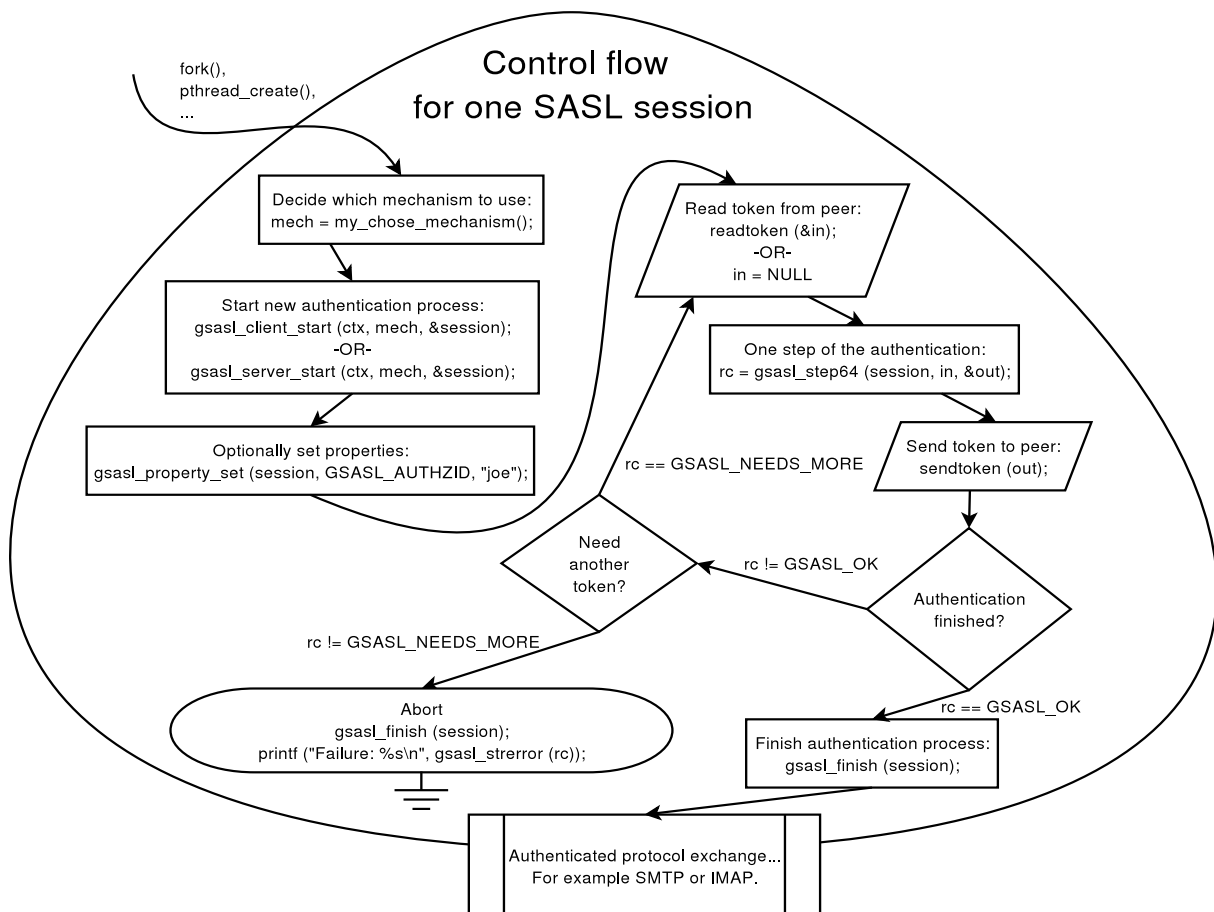 Control flow
for one SASL session
fork(),
pthread_create(),
...
Decide which mechanism to use:
mech = my_chose_mechanism();
Start new authentication process:
gsasl_client_start (ctx, mech, &session);
-OR-
gsasl_server_start (ctx, mech, &session);
Optionally set properties:
gsasl_property_set (session, GSASL_AUTHZID, "joe");
Read token from peer:
readtoken (&in);
-OR-
in = NULL
One step of the authentication:
rc = gsasl_step64 (session, in, &out);
Send token to peer:
sendtoken (out);
Authentication
finished?
rc != GSASL_OK
Need
another
token?
rc == GSASL_NEEDS_MORE
rc != GSASL_NEEDS_MORE
Abort
gsasl_finish (session);
printf ("Failure: %s\n", gsasl_strerror (rc));
rc == GSASL_OK
Finish authentication process:
gsasl_finish (session);
Authenticated protocol exchange...
For example SMTP or IMAP.